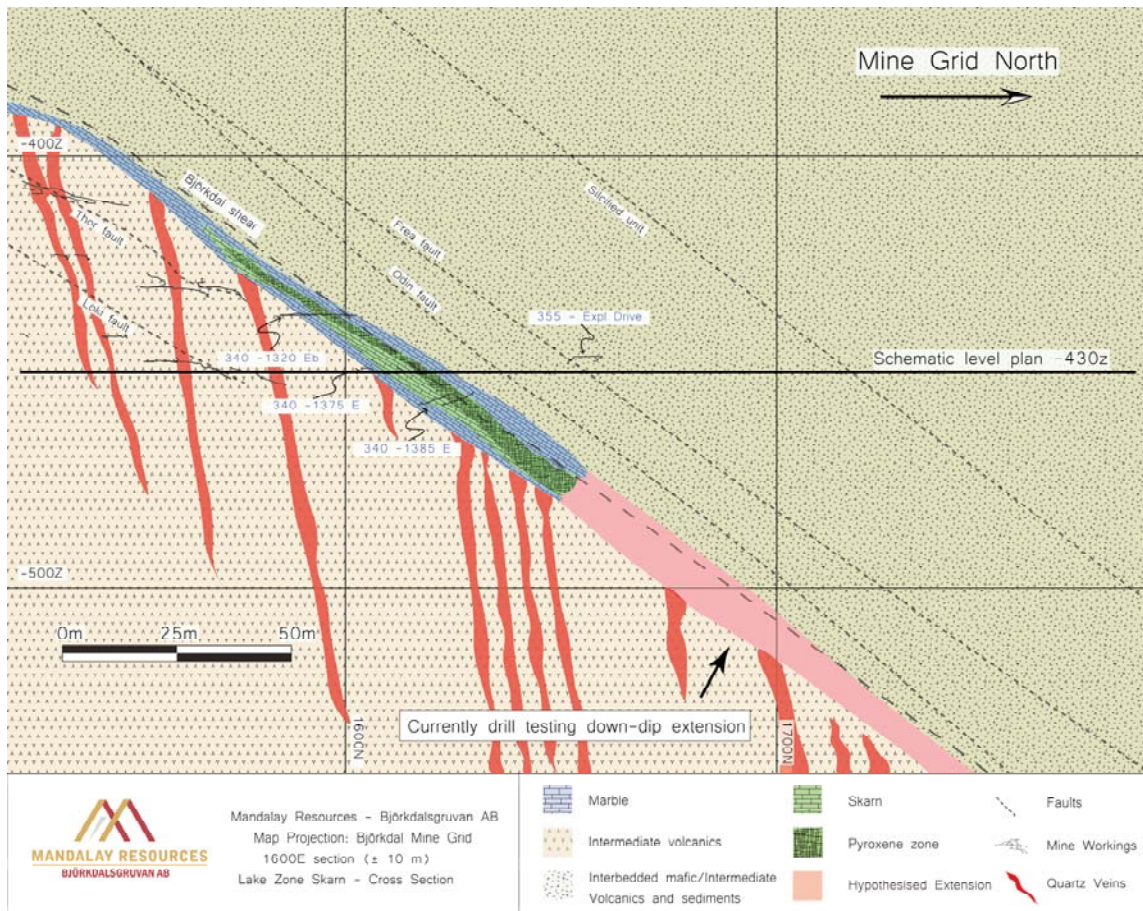 Mine Grid North
-400Z
Björkdal shear
Silcified unit
Thor fault
Frea fault
Odin fault
Loki fault
355 - Expl Drive
340 -1320 Eb
Schematic level plan -430z
340 -1375 E
340 -1385 E
-500Z
0m 25m 50m
1600N
1700N
Currently drill testing down-dip extension
MANDALAY RESOURCES
BJÖRKDALSGRUVAN AB
Mandalay Resources - Björkdalsgruvan AB
Map Projection: Björkdal Mine Grid
1600E section (± 10 m)
Lake Zone Skarn - Cross Section
Marble
Intermediate volcanics
Interbedded mafic/Intermediate
Volcanics and sediments
Skarn
Pyroxene zone
Hypothesised Extension
Faults
Mine Workings
Quartz Veins